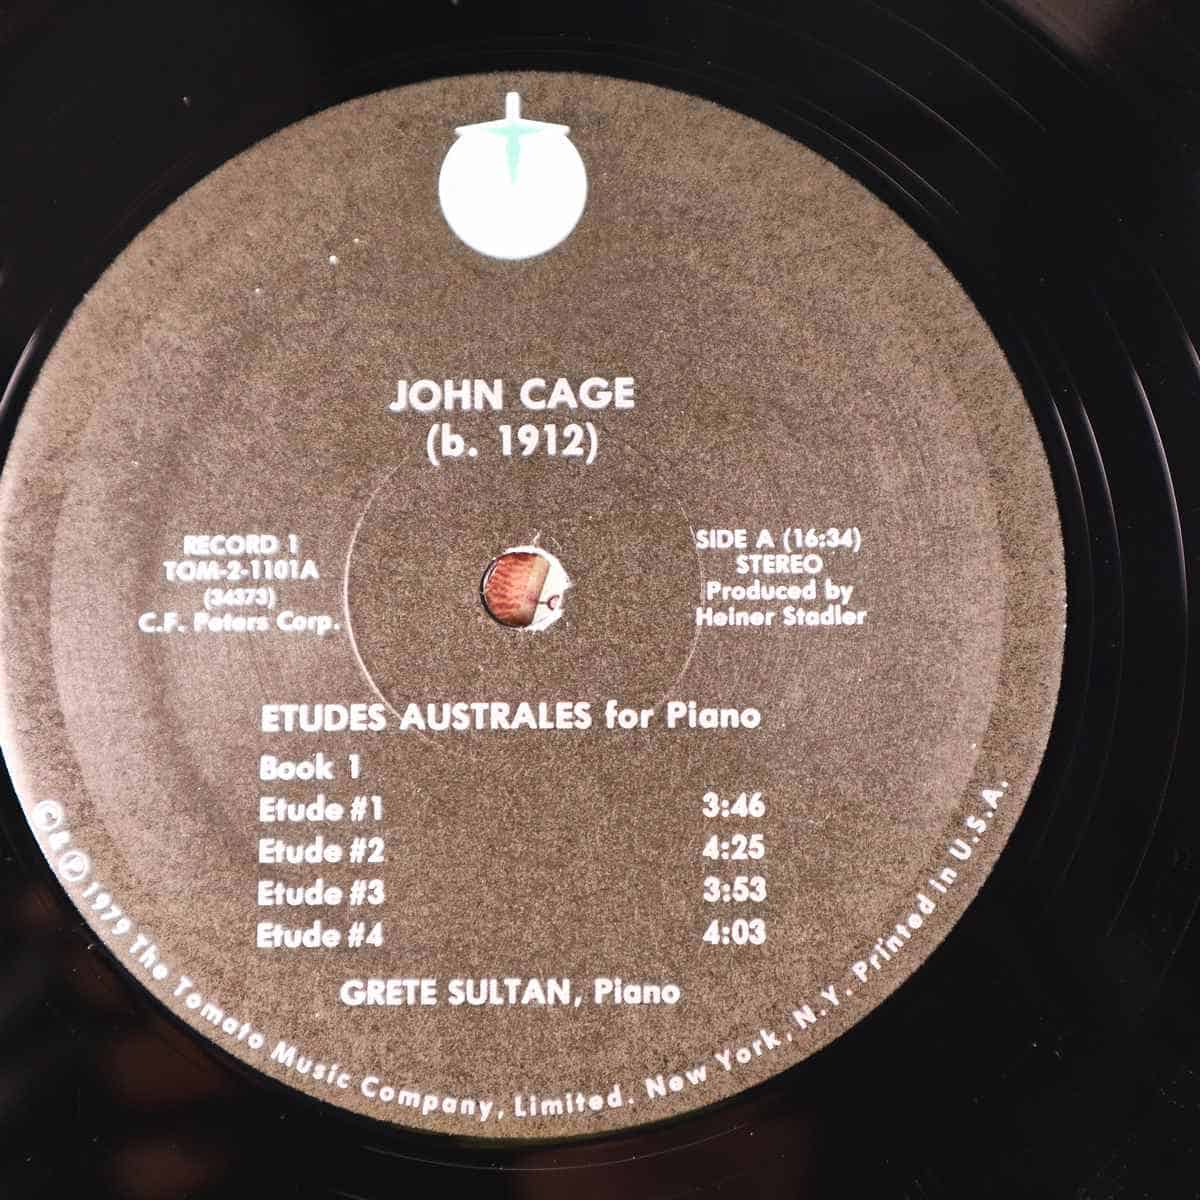 JOHN CAGE
(b. 1912)
RECORD 1
TOM-2-1101A
(34373)
C.F. Peters Corp.
SIDE A (16:34)
STEREO
Produced by
Heiner Stadler
ETUDES AUSTRALES for Piano
Book 1
Etude #1 3:46
Etude #2 4:25
Etude #3 3:53
Etude #4 4:03
GRETE SULTAN, Piano
© & ℗ 1979 The Tomato Music Company, Limited. New York, N.Y. Printed in U.S.A.